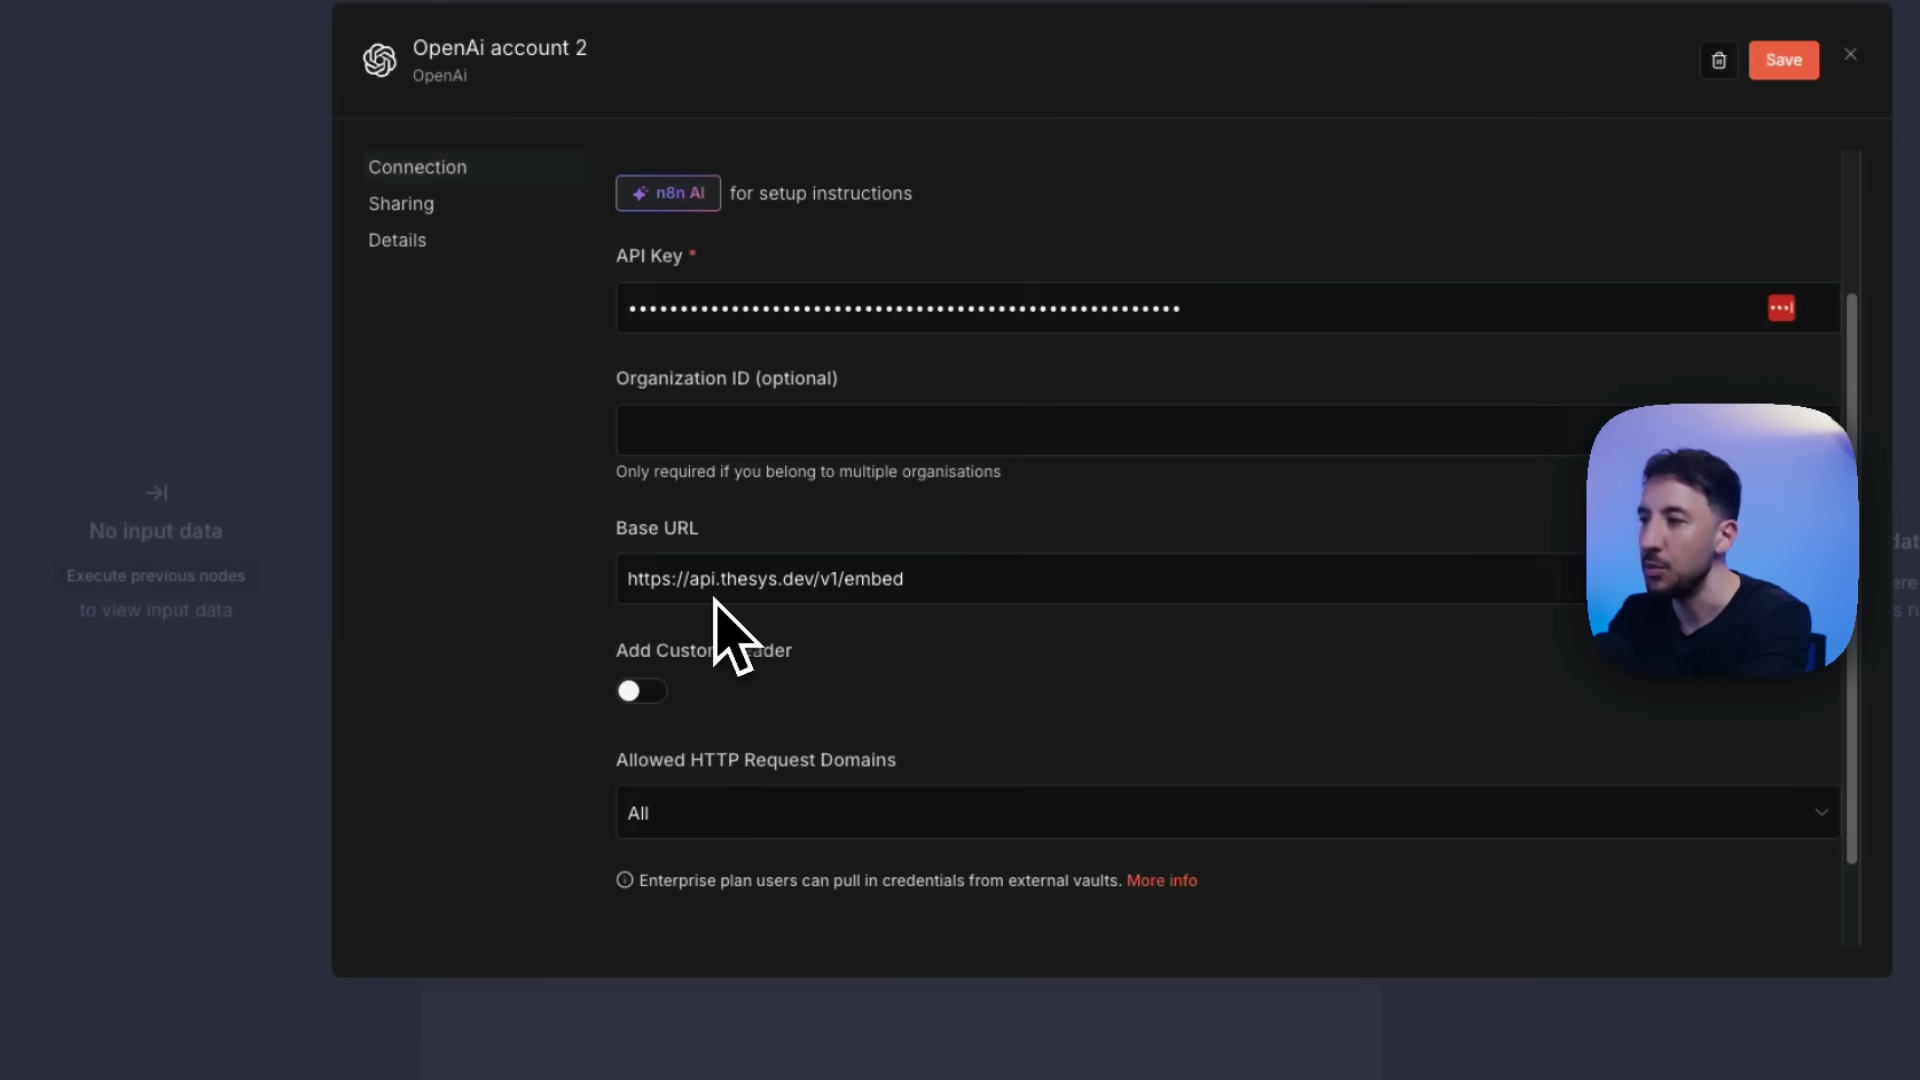 OpenAi account 2
OpenAi
Save
Connection
Sharing
Details
n8n AI for setup instructions
API Key *
Organization ID (optional)
Only required if you belong to multiple organisations
Base URL
https://api.thesys.dev/v1/embed
No input data
Execute previous nodes
to view input data
Add
All
Allowed HTTP Request Domains
Enterprise plan users can pull in credentials from external vaults. More info